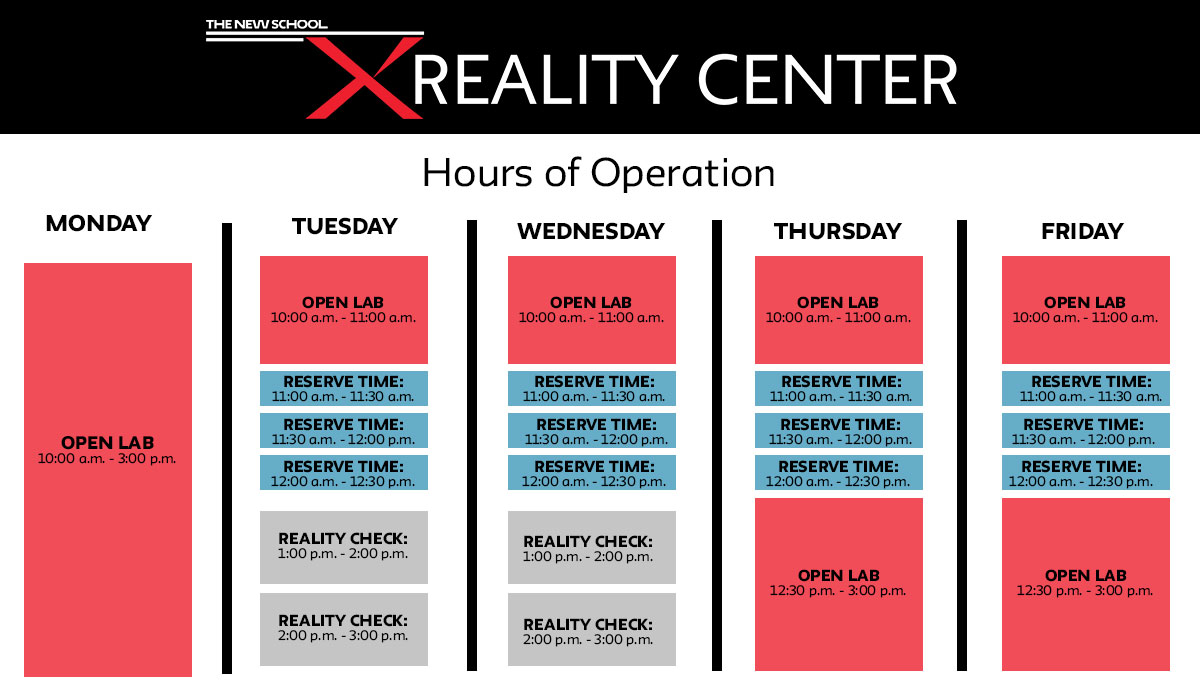 THE NEW SCHOOL
XREALITY CENTER
Hours of Operation
MONDAY
OPEN LAB
10:00 a.m. - 3:00 p.m.
TUESDAY
OPEN LAB
10:00 a.m. - 11:00 a.m.
RESERVE TIME:
11:00 a.m. - 11:30 a.m.
RESERVE TIME:
11:30 a.m. - 12:00 p.m.
RESERVE TIME:
12:00 a.m. - 12:30 p.m.
REALITY CHECK:
1:00 p.m. - 2:00 p.m.
REALITY CHECK:
2:00 p.m. - 3:00 p.m.
WEDNESDAY
OPEN LAB
10:00 a.m. - 11:00 a.m.
RESERVE TIME:
11:00 a.m. - 11:30 a.m.
RESERVE TIME:
11:30 a.m. - 12:00 p.m.
RESERVE TIME:
12:00 a.m. - 12:30 p.m.
REALITY CHECK:
1:00 p.m. - 2:00 p.m.
REALITY CHECK:
2:00 p.m. - 3:00 p.m.
THURSDAY
OPEN LAB
10:00 a.m. - 11:00 a.m.
RESERVE TIME:
11:00 a.m. - 11:30 a.m.
RESERVE TIME:
11:30 a.m. - 12:00 p.m.
RESERVE TIME:
12:00 a.m. - 12:30 p.m.
OPEN LAB
12:30 p.m. - 3:00 p.m.
FRIDAY
OPEN LAB
10:00 a.m. - 11:00 a.m.
RESERVE TIME:
11:00 a.m. - 11:30 a.m.
RESERVE TIME:
11:30 a.m. - 12:00 p.m.
RESERVE TIME:
12:00 a.m. - 12:30 p.m.
OPEN LAB
12:30 p.m. - 3:00 p.m.